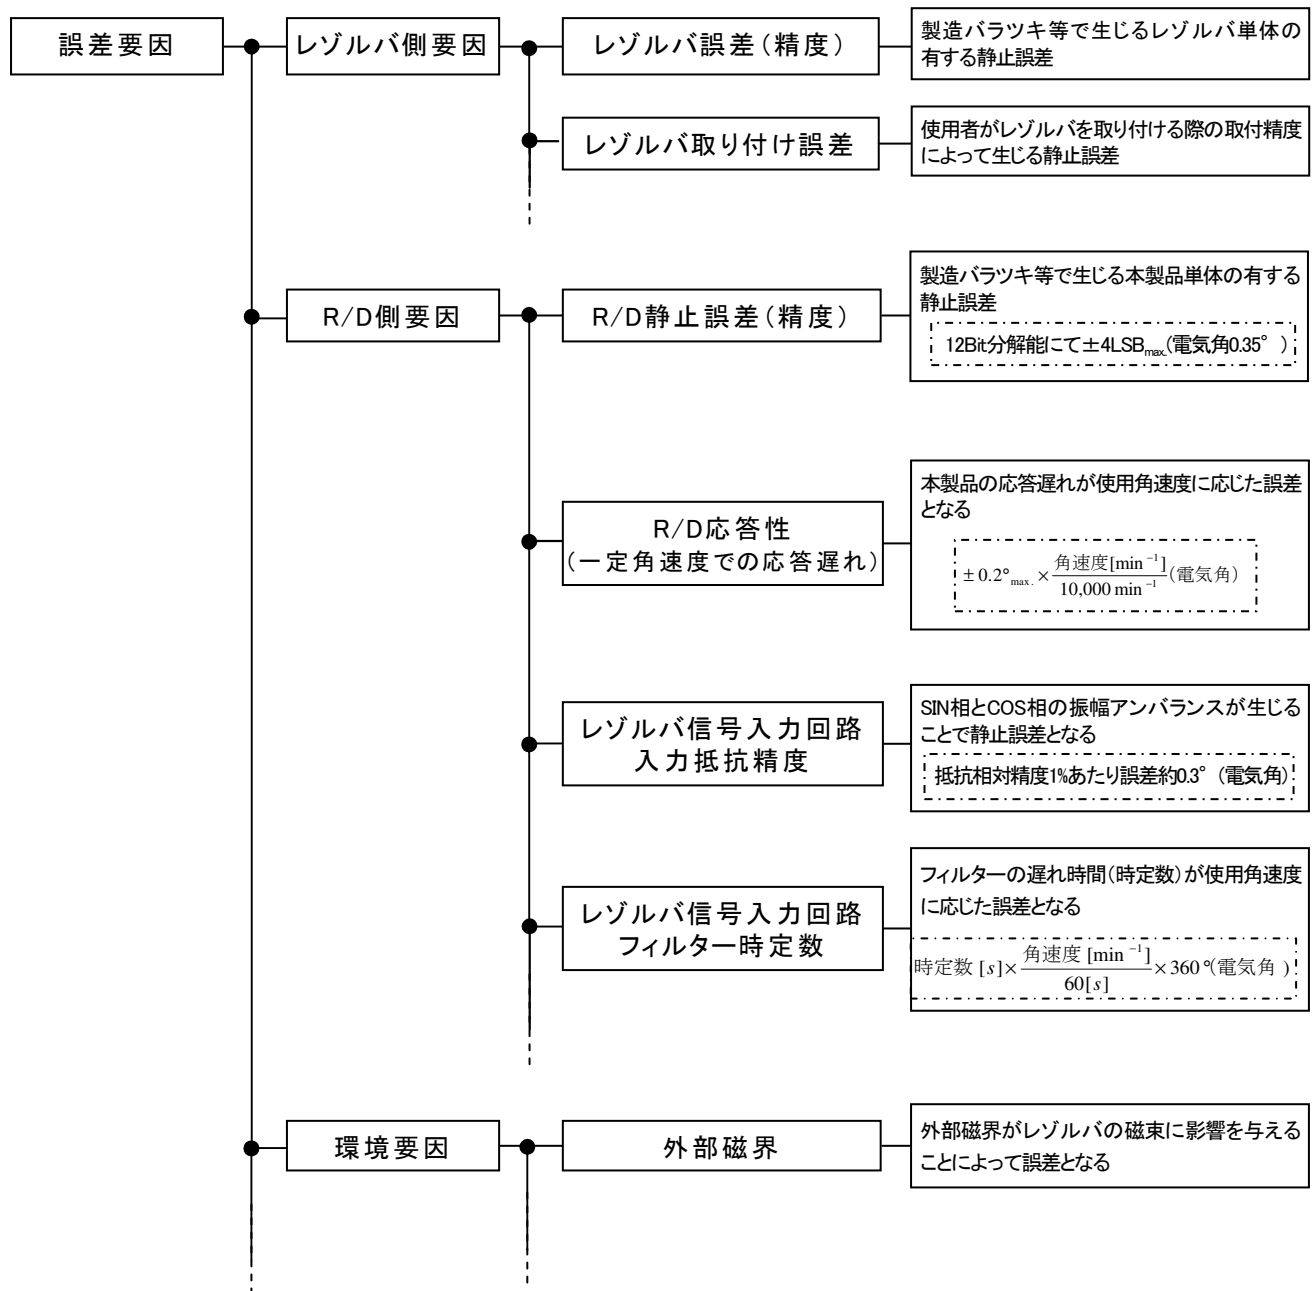 誤差要因
レゾルバ側要因
レゾルバ誤差(精度)
製造バラツキ等で生じるレゾルバ単体の
有する静止誤差
レゾルバ取り付け誤差
使用者がレゾルバを取り付ける際の取付精度
によって生じる静止誤差
R/D側要因
R/D静止誤差(精度)
製造バラツキ等で生じる本製品単体の有する
静止誤差
12Bit分解能にて±4LSBmax.(電気角0.35°)
R/D応答性
(一定角速度での応答遅れ)
本製品の応答遅れが使用角速度に応じた誤差
となる
±0.2°max.×角速度[min⁻¹]/10,000 min⁻¹(電気角)
レゾルバ信号入力回路
入力抵抗精度
SIN相とCOS相の振幅アンバランスが生じる
ことで静止誤差となる
抵抗相対精度1%あたり誤差約0.3°(電気角)
レゾルバ信号入力回路
フィルター時定数
フィルターの遅れ時間(時定数)が使用角速度
に応じた誤差となる
時定数[s]×角速度[min⁻¹]/60[s]×360°(電気角)
環境要因
外部磁界
外部磁界がレゾルバの磁束に影響を与える
ことによって誤差となる